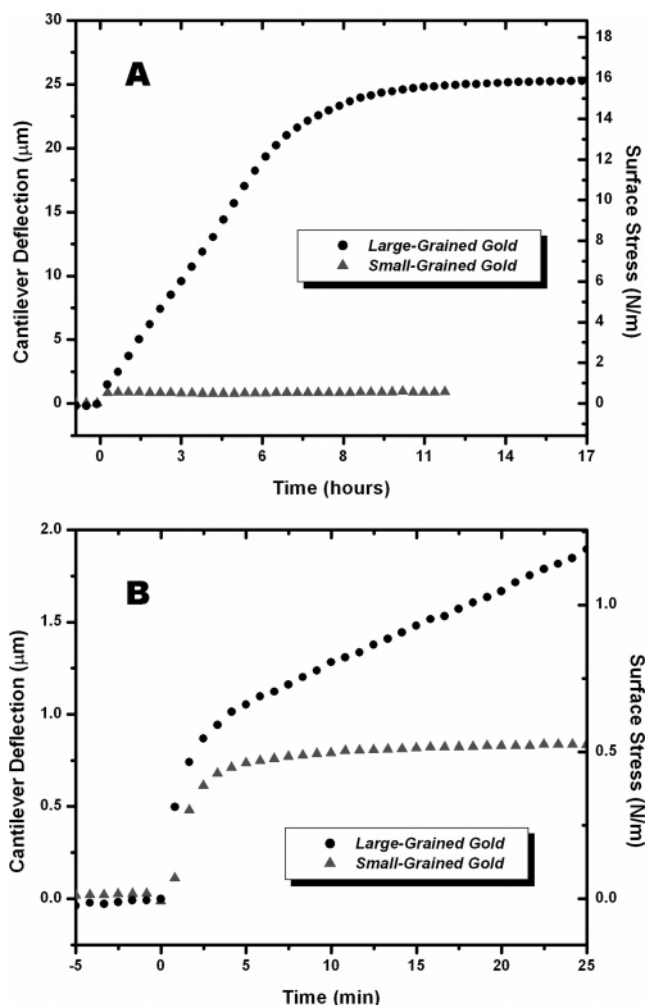 A
30
25
20
15
10
5
0
Cantilever Deflection (μm)
18
16
14
12
10
8
6
4
2
0
Surface Stress (N/m)
Large-Grained Gold
Small-Grained Gold
0 3 6 8 11 14 17
Time (hours)
B
2.0
1.5
1.0
0.5
0.0
Cantilever Deflection (μm)
1.0
0.5
0.0
Surface Stress (N/m)
Large-Grained Gold
Small-Grained Gold
-5 0 5 10 15 20 25
Time (min)